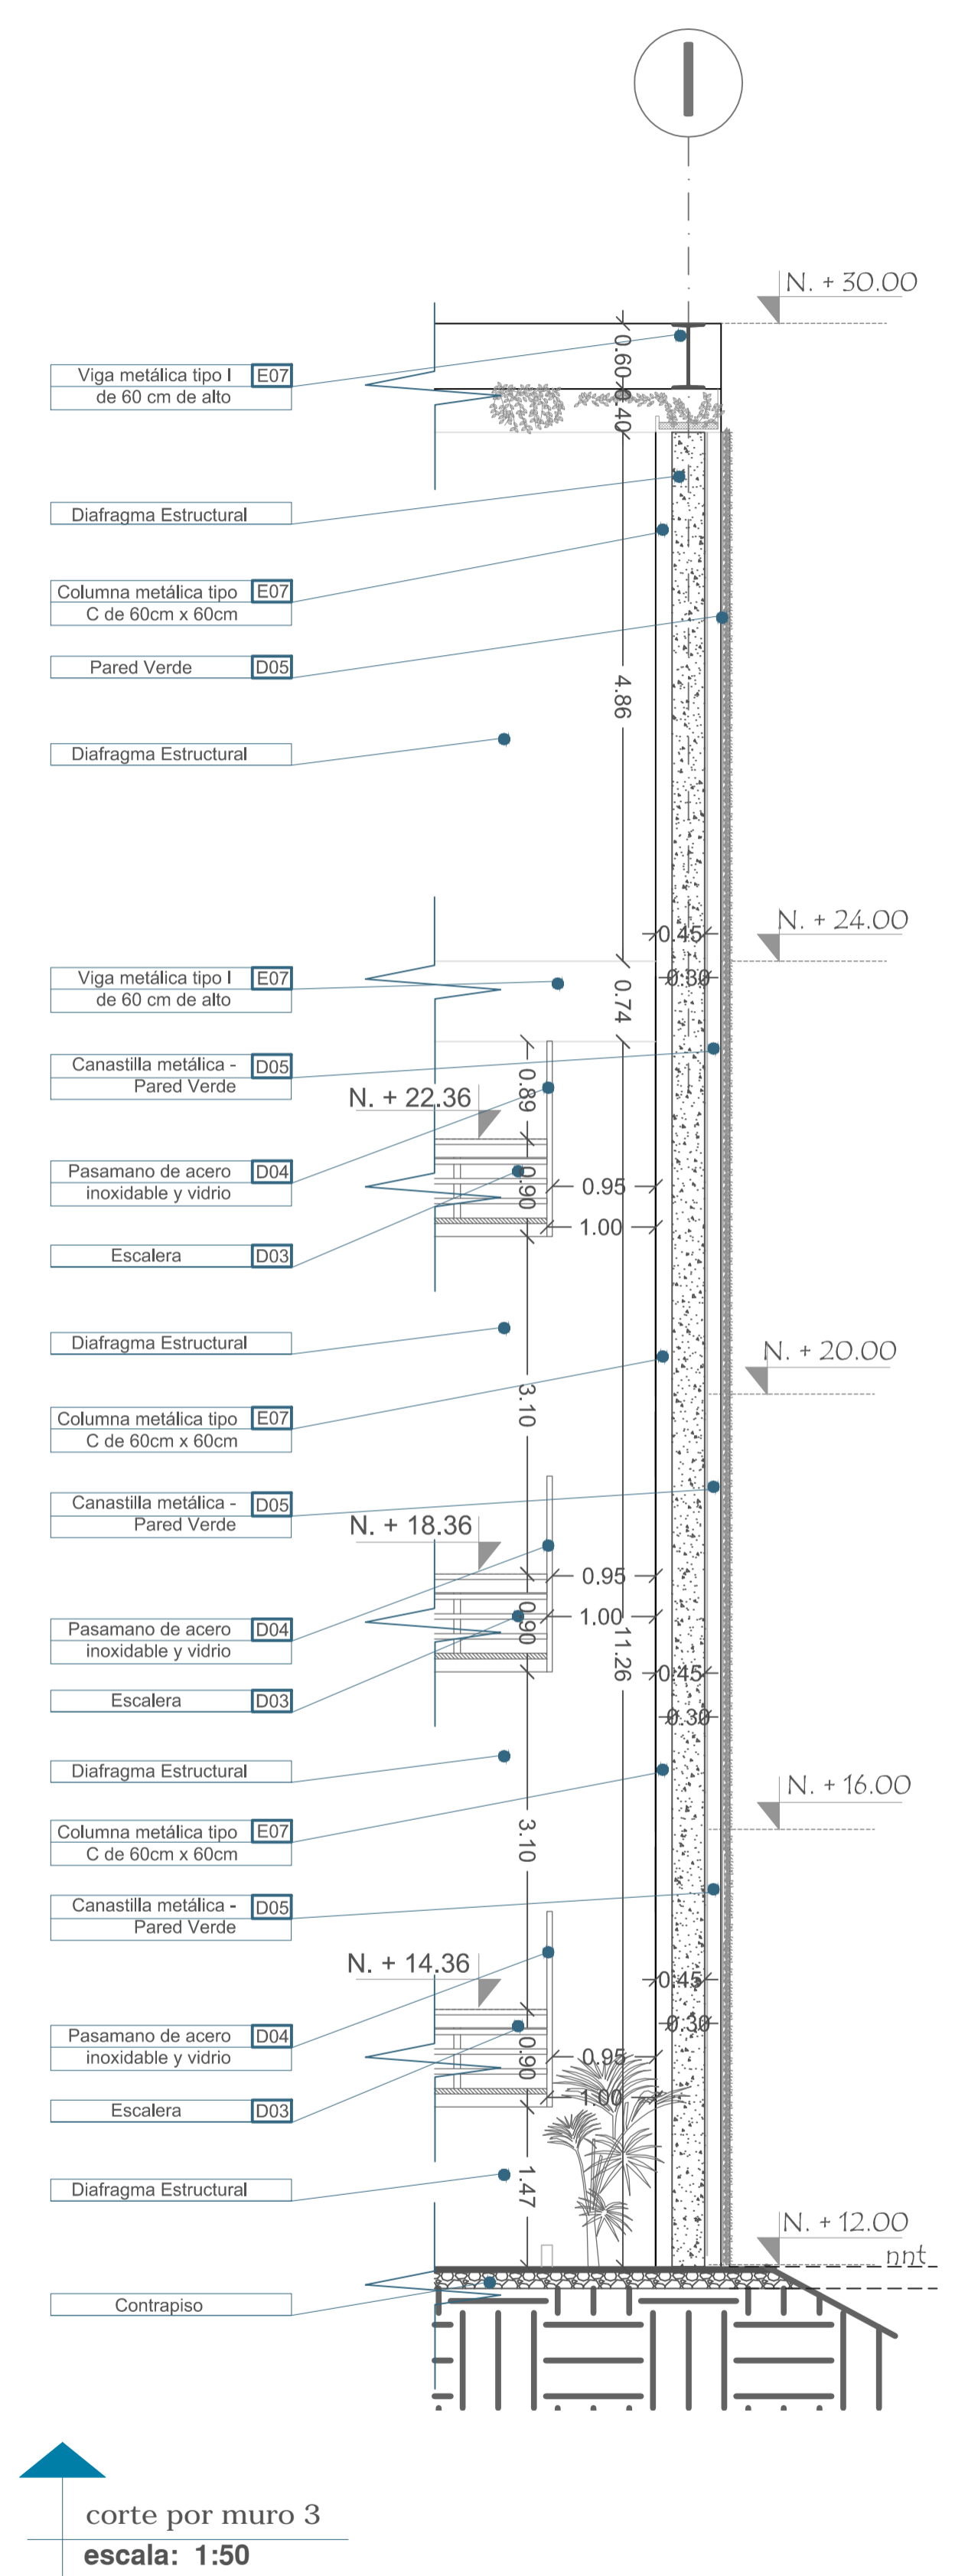 I
N. + 30.00
0.60
0.40
Viga metálica tipo I E07
de 60 cm de alto
Diafragma Estructural
Columna metálica tipo E07
C de 60cm x 60cm
Pared Verde D05
4.86
Diafragma Estructural
N. + 24.00
0.45
0.30
Viga metálica tipo I E07
de 60 cm de alto
0.74
Canastilla metálica - D05
Pared Verde
0.89
N. + 22.36
Pasamano de acero D04
inoxidable y vidrio
0.90
0.95
1.00
Escalera D03
Diafragma Estructural
N. + 20.00
3.10
Columna metálica tipo E07
C de 60cm x 60cm
Canastilla metálica - D05
Pared Verde
N. + 18.36
0.95
1.00
0.90
11.26
Pasamano de acero D04
inoxidable y vidrio
0.45
0.30
Escalera D03
Diafragma Estructural
N. + 16.00
Columna metálica tipo E07
C de 60cm x 60cm
3.10
Canastilla metálica - D05
Pared Verde
N. + 14.36
0.45
0.30
Pasamano de acero D04
inoxidable y vidrio
0.90
0.95
1.00
Escalera D03
Diafragma Estructural
1.47
N. + 12.00
nnt
Contrapiso
corte por muro 3
escala: 1:50